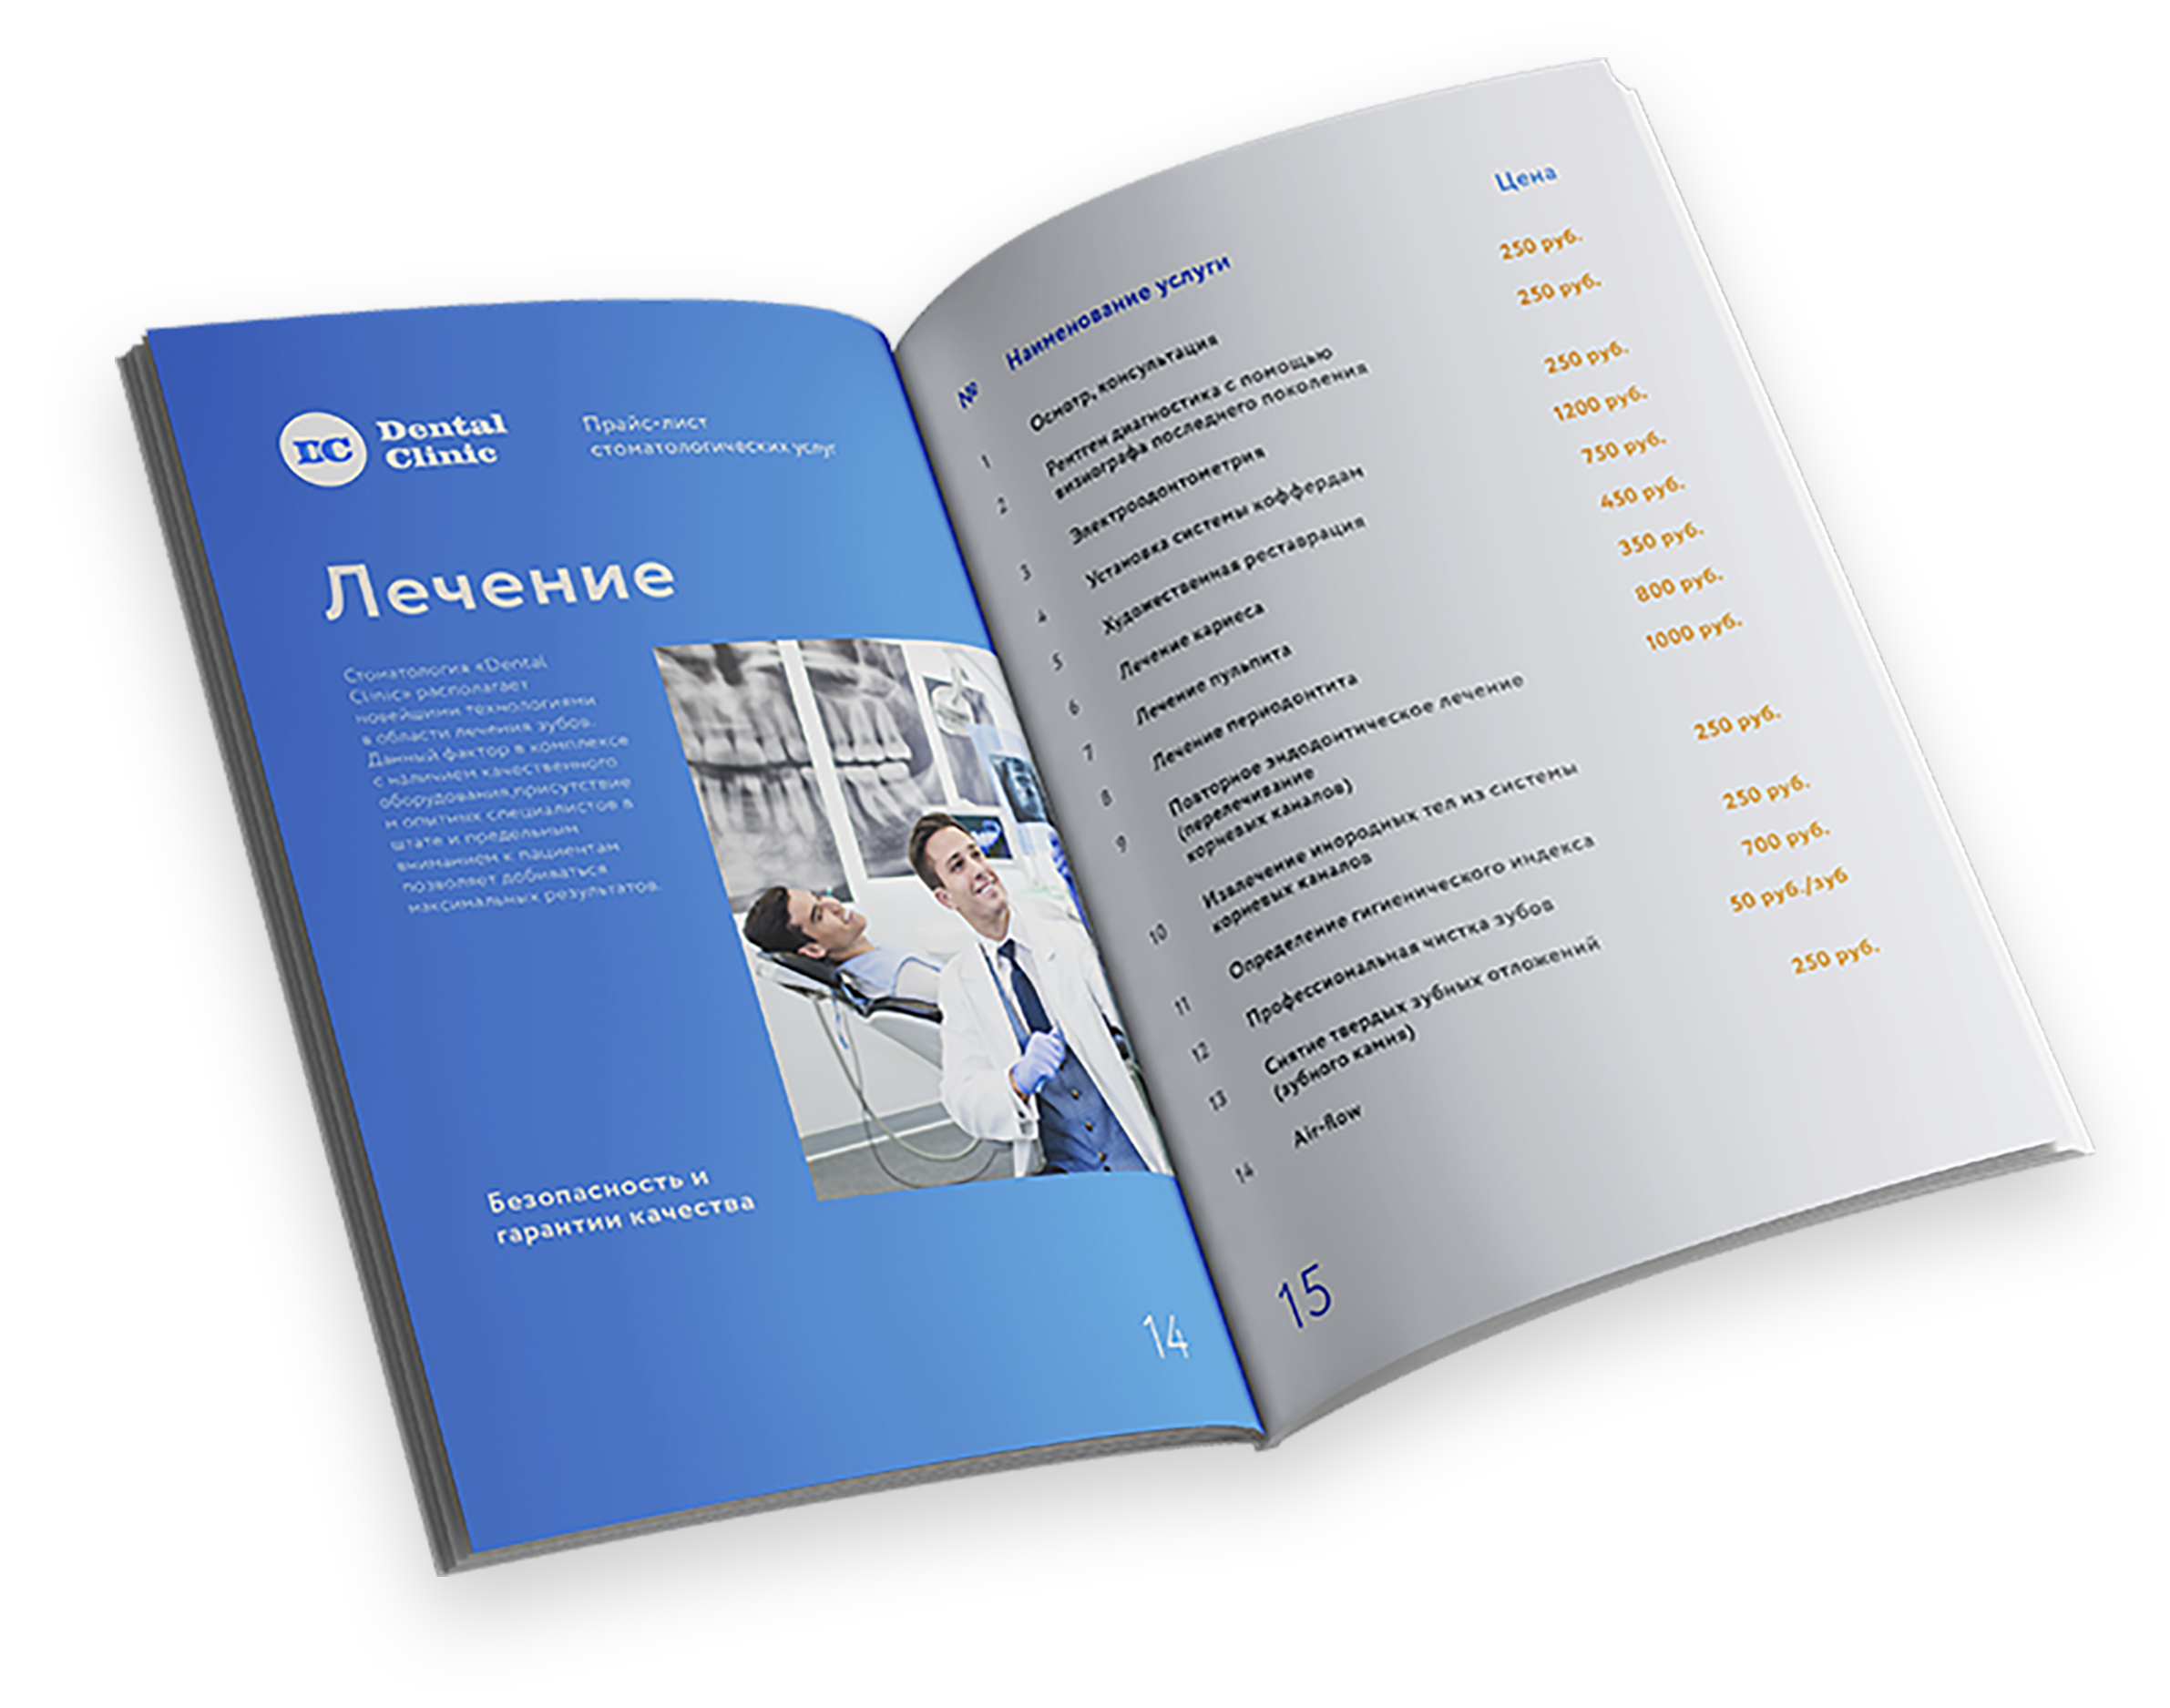 DC
Dental
Clinic
Прайс-лист
стоматологических услуг
Лечение
Стоматология «Dental
Clinic» располагает
новейшими технологиями
в области лечения зубов.
Данный фактор в комплексе
с наличием качественного
оборудования,присутствие
м опытных специалистов в
штате и предельным
вниманием к пациентам
позволяет добиваться
максимальных результатов.
Безопасность и
гарантии качества
14
№ Наименование услуги Цена
1 Осмотр, консультация 250 руб.
2 Рентген диагностика с помощью 250 руб.
визиографа последнего поколения
3 Электроодонтометрия 250 руб.
4 Установка системы коффердам 1200 руб.
5 Художественная реставрация 750 руб.
6 Лечение кариеса 450 руб.
7 Лечение пульпита 350 руб.
8 Лечение периодонтита 800 руб.
9 Повторное эндодонтическое лечение 1000 руб.
(перелечивание
корневых каналов)
10 Извлечение инородных тел из системы 250 руб.
корневых каналов
11 Определение гигиенического индекса 250 руб.
12 Профессиональная чистка зубов 700 руб.
13 Снятие твердых зубных отложений 50 руб./зуб
(зубного камня)
14 Air-flow 250 руб.
15